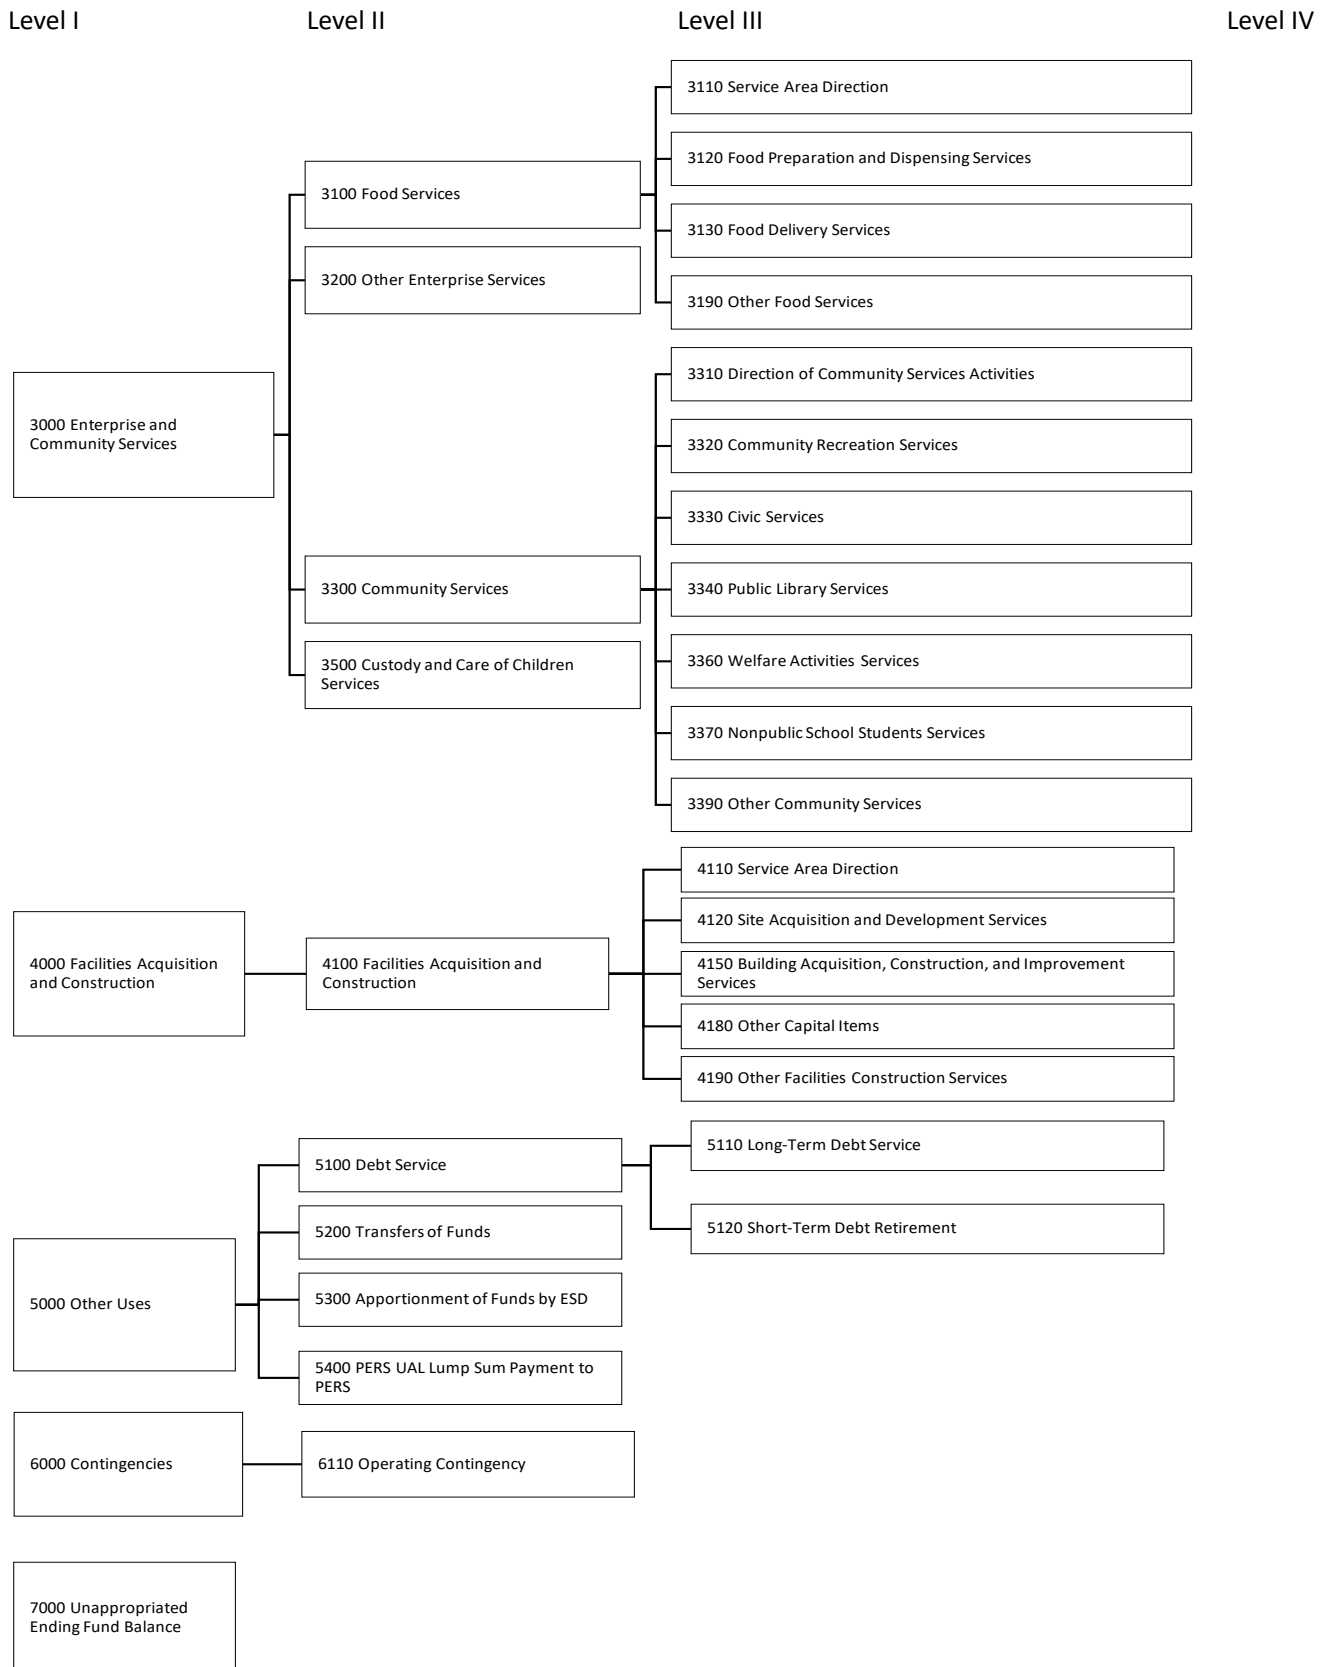 Level I
Level II
Level III
Level IV
3110 Service Area Direction
3120 Food Preparation and Dispensing Services
3100 Food Services
3130 Food Delivery Services
3200 Other Enterprise Services
3190 Other Food Services
3310 Direction of Community Services Activities
3000 Enterprise and
Community Services
3320 Community Recreation Services
3330 Civic Services
3300 Community Services
3340 Public Library Services
3500 Custody and Care of Children
Services
3360 Welfare Activities Services
3370 Nonpublic School Students Services
3390 Other Community Services
4110 Service Area Direction
4120 Site Acquisition and Development Services
4000 Facilities Acquisition
and Construction
4100 Facilities Acquisition and
Construction
4150 Building Acquisition, Construction, and Improvement
Services
4180 Other Capital Items
4190 Other Facilities Construction Services
5100 Debt Service
5110 Long-Term Debt Service
5200 Transfers of Funds
5120 Short-Term Debt Retirement
5000 Other Uses
5300 Apportionment of Funds by ESD
5400 PERS UAL Lump Sum Payment to
PERS
6000 Contingencies
6110 Operating Contingency
7000 Unappropriated
Ending Fund Balance